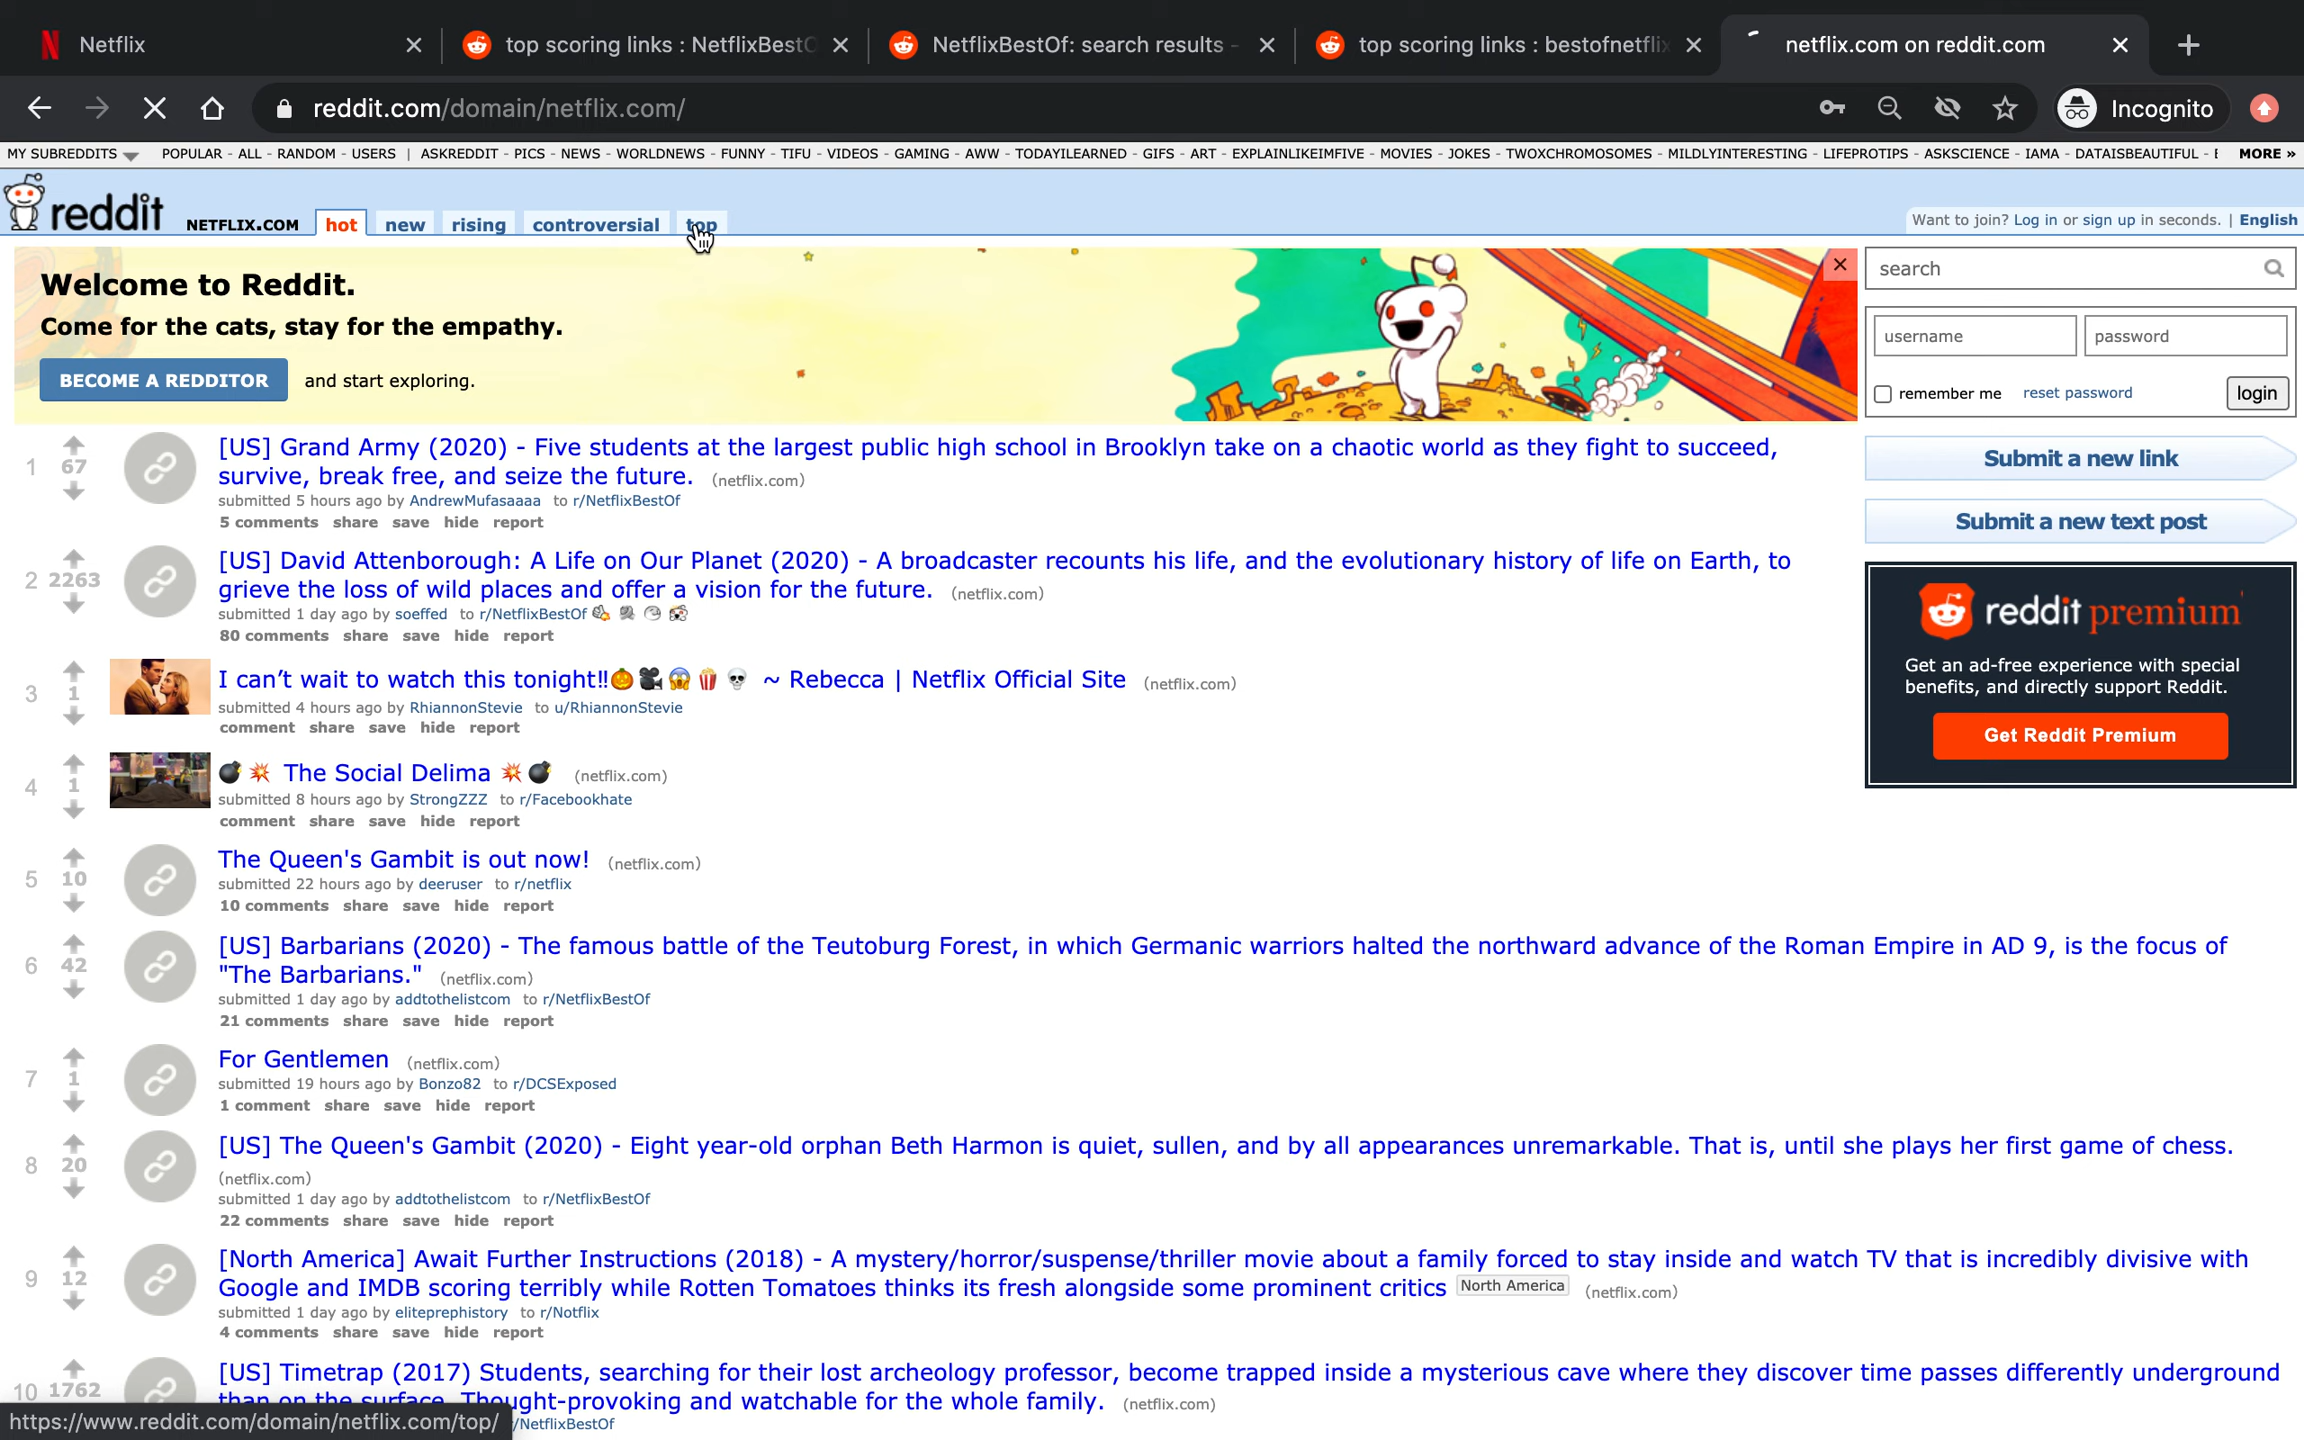 Netflix
top scoring links : NetflixBestO
NetflixBestOf: search results -
top scoring links : bestofnetflix
netflix.com on reddit.com
reddit.com/domain/netflix.com/
Incognito
MY SUBREDDITS POPULAR - ALL - RANDOM - USERS | ASKREDDIT - PICS - NEWS - WORLDNEWS - FUNNY - TIFU - VIDEOS - GAMING - AWW - TODAYILEARNED - GIFS - ART - EXPLAINLIKEIMFIVE - MOVIES - JOKES - TWOXCHROMOSOMES - MILDLYINTERESTING - LIFEPROTIPS - ASKSCIENCE - IAMA - DATAISBEAUTIFUL - MORE »
reddit NETFLIX.COM hot new rising controversial top
Want to join? Log in or sign up in seconds. | English
Welcome to Reddit.
Come for the cats, stay for the empathy.
BECOME A REDDITOR and start exploring.
search
username password
remember me reset password login
Submit a new link
Submit a new text post
reddit premium
Get an ad-free experience with special
benefits, and directly support Reddit.
Get Reddit Premium
1 67
[US] Grand Army (2020) - Five students at the largest public high school in Brooklyn take on a chaotic world as they fight to succeed,
survive, break free, and seize the future. (netflix.com)
submitted 5 hours ago by AndrewMufasaaaa to r/NetflixBestOf
5 comments share save hide report
2 2263
[US] David Attenborough: A Life on Our Planet (2020) - A broadcaster recounts his life, and the evolutionary history of life on Earth, to
grieve the loss of wild places and offer a vision for the future. (netflix.com)
submitted 1 day ago by soeffed to r/NetflixBestOf
80 comments share save hide report
3 1
I can’t wait to watch this tonight‼🎃🎥😱🍿💀 ~ Rebecca | Netflix Official Site (netflix.com)
submitted 4 hours ago by RhiannonStevie to u/RhiannonStevie
comment share save hide report
4 1
💣💥 The Social Delima 💥💣 (netflix.com)
submitted 8 hours ago by StrongZZZ to r/Facebookhate
comment share save hide report
5 10
The Queen's Gambit is out now! (netflix.com)
submitted 22 hours ago by deeruser to r/netflix
10 comments share save hide report
6 42
[US] Barbarians (2020) - The famous battle of the Teutoburg Forest, in which Germanic warriors halted the northward advance of the Roman Empire in AD 9, is the focus of
"The Barbarians." (netflix.com)
submitted 1 day ago by addtothelistcom to r/NetflixBestOf
21 comments share save hide report
7 1
For Gentlemen (netflix.com)
submitted 19 hours ago by Bonzo82 to r/DCSExposed
1 comment share save hide report
8 20
[US] The Queen's Gambit (2020) - Eight year-old orphan Beth Harmon is quiet, sullen, and by all appearances unremarkable. That is, until she plays her first game of chess.
(netflix.com)
submitted 1 day ago by addtothelistcom to r/NetflixBestOf
22 comments share save hide report
9 12
[North America] Await Further Instructions (2018) - A mystery/horror/suspense/thriller movie about a family forced to stay inside and watch TV that is incredibly divisive with
Google and IMDB scoring terribly while Rotten Tomatoes thinks its fresh alongside some prominent critics North America (netflix.com)
submitted 1 day ago by eliteprephistory to r/Notflix
4 comments share save hide report
10 1762
[US] Timetrap (2017) Students, searching for their lost archeology professor, become trapped inside a mysterious cave where they discover time passes differently underground
than on the surface. Thought-provoking and watchable for the whole family. (netflix.com)
/NetflixBestOf
https://www.reddit.com/domain/netflix.com/top/